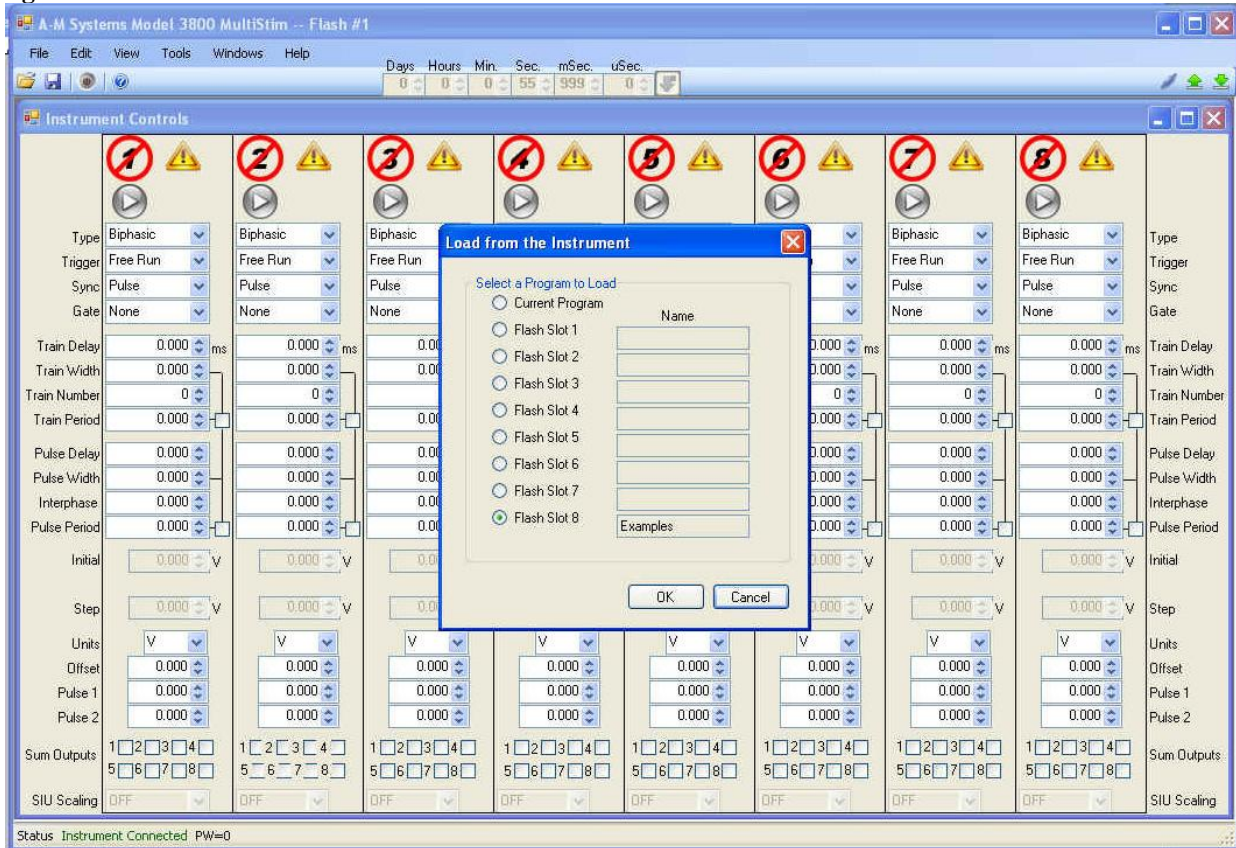 A-M Systems Model 3800 MultiStim -- Flash #1
File Edit View Tools Windows Help
Days Hours Min. Sec. mSec. uSec.
0 0 0 55 999 0
Instrument Controls
1 2 3 4 5 6 7 8
Type Biphasic Biphasic Biphasic Biphasic Biphasic Type
Trigger Free Run Free Run Free Run Free Run Free Run Trigger
Sync Pulse Pulse Pulse Pulse Pulse Sync
Gate None None None None None Gate
Train Delay 0.000 ms 0.000 ms 0.00 0.000 ms 0.000 ms 0.000 ms Train Delay
Train Width 0.000 0.000 0.00 0.000 0.000 0.000 Train Width
Train Number 0 0 0 0 0 Train Number
Train Period 0.000 0.000 0.00 0.000 0.000 0.000 Train Period
Pulse Delay 0.000 0.000 0.00 0.000 0.000 0.000 Pulse Delay
Pulse Width 0.000 0.000 0.00 0.000 0.000 0.000 Pulse Width
Interphase 0.000 0.000 0.00 0.000 0.000 0.000 Interphase
Pulse Period 0.000 0.000 0.00 0.000 0.000 0.000 Pulse Period
Initial 0.000 V 0.000 V 0.00 0.000 V 0.000 V 0.000 V Initial
Step 0.000 V 0.000 V 0.00 0.000 V 0.000 V 0.000 V Step
Load from the Instrument
Select a Program to Load
Current Program
Name
Flash Slot 1
Flash Slot 2
Flash Slot 3
Flash Slot 4
Flash Slot 5
Flash Slot 6
Flash Slot 7
Flash Slot 8 Examples
OK Cancel
Units V V V V V V V V Units
Offset 0.000 0.000 0.000 0.000 0.000 0.000 0.000 0.000 Offset
Pulse 1 0.000 0.000 0.000 0.000 0.000 0.000 0.000 0.000 Pulse 1
Pulse 2 0.000 0.000 0.000 0.000 0.000 0.000 0.000 0.000 Pulse 2
Sum Outputs 1 2 3 4 1 2 3 4 1 2 3 4 1 2 3 4 1 2 3 4 1 2 3 4 1 2 3 4 1 2 3 4 Sum Outputs
5 6 7 8 5 6 7 8 5 6 7 8 5 6 7 8 5 6 7 8 5 6 7 8 5 6 7 8 5 6 7 8
SIU Scaling OFF OFF OFF OFF OFF OFF OFF OFF SIU Scaling
Status Instrument Connected PW=0